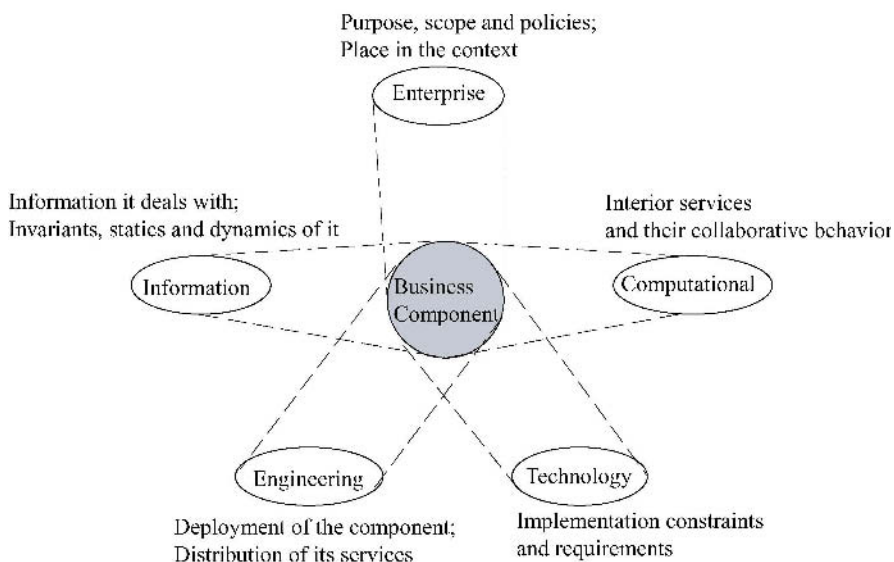 Purpose, scope and policies;
Place in the context
Enterprise
Information it deals with;
Invariants, statics and dynamics of it
Interior services
and their collaborative behavior
Information
Business
Component
Computational
Engineering
Technology
Deployment of the component;
Distribution of its services
Implementation constraints
and requirements